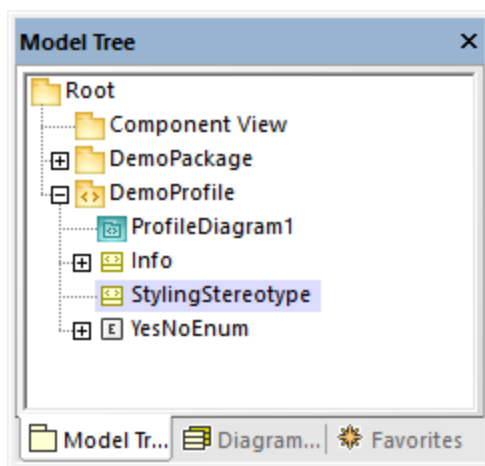 Model Tree
Root
Component View
DemoPackage
DemoProfile
ProfileDiagram1
Info
StylingStereotype
E YesNoEnum
Model Tr... Diagram... Favorites